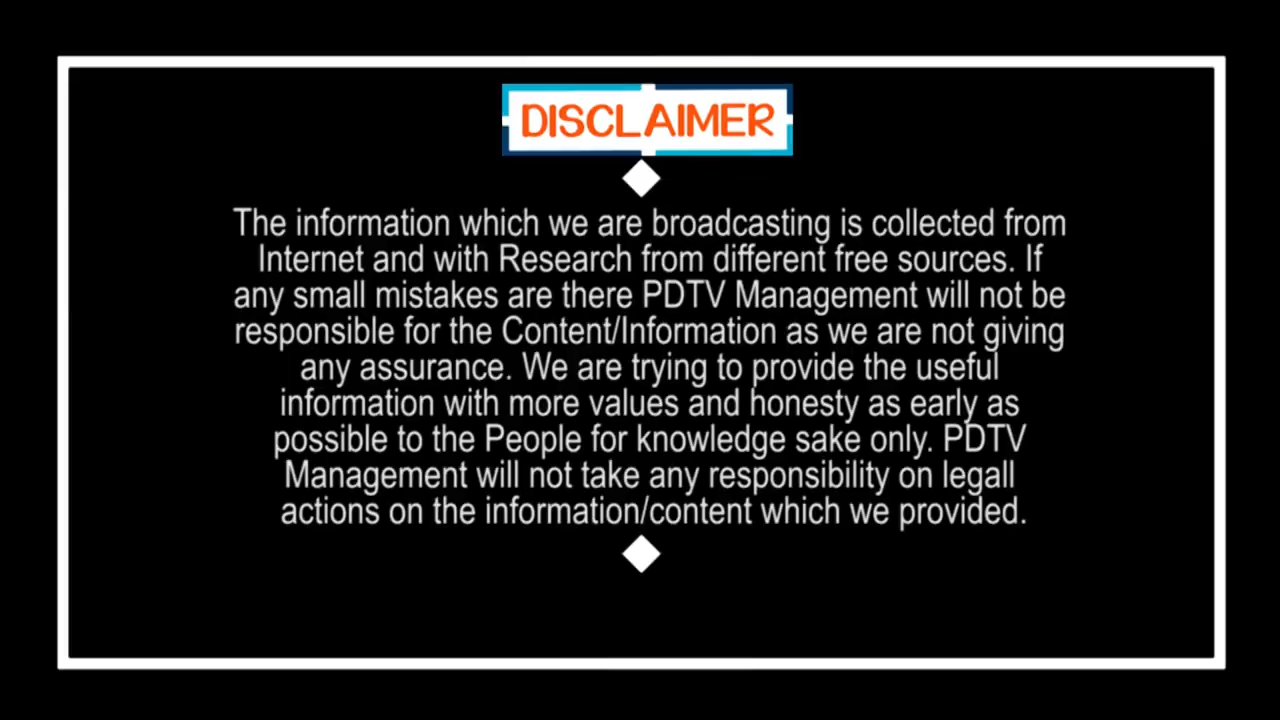 DISCLAIMER
The information which we are broadcasting is collected from
Internet and with Research from different free sources. If
any small mistakes are there PDTV Management will not be
responsible for the Content/Information as we are not giving
any assurance. We are trying to provide the useful
information with more values and honesty as early as
possible to the People for knowledge sake only. PDTV
Management will not take any responsibility on legall
actions on the information/content which we provided.